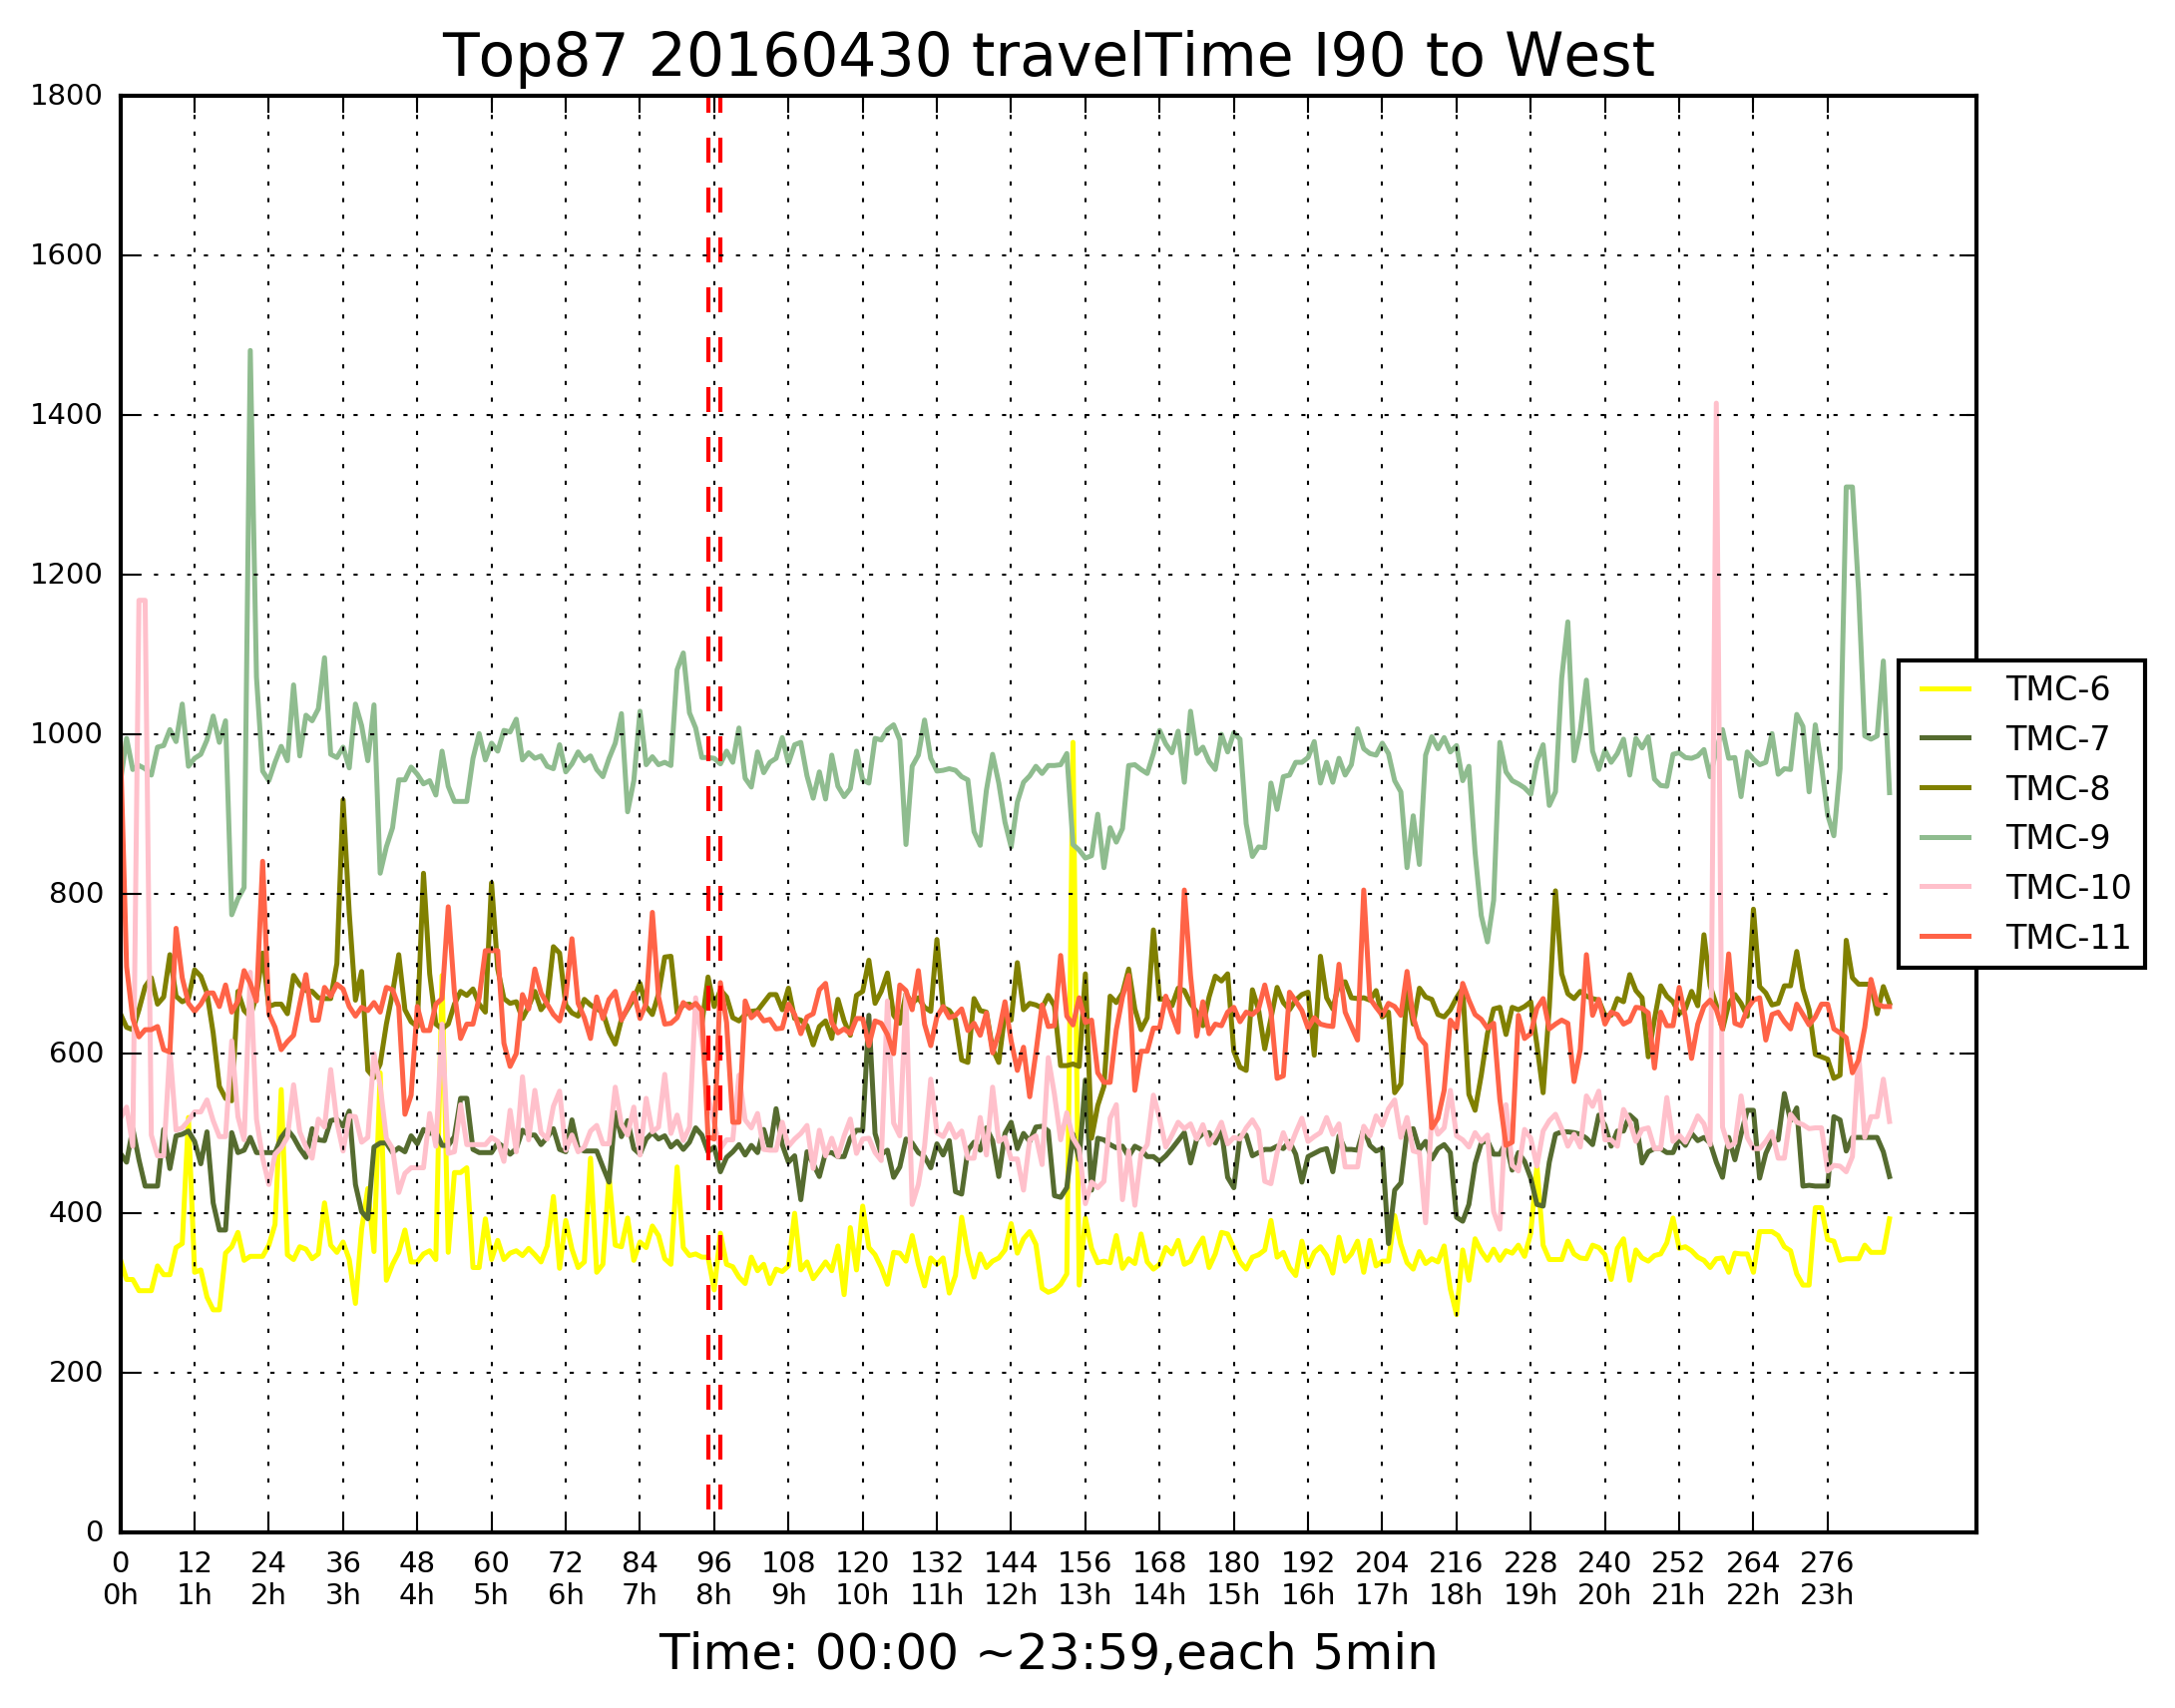 Top87 20160430 travelTime I90 to West
1800
1600
1400
1200
1000
800
600
400
200
0
TMC-6
TMC-7
TMC-8
TMC-9
TMC-10
TMC-11
0 12 24 36 48 60 72 84 96 108 120 132 144 156 168 180 192 204 216 228 240 252 264 276
0h 1h 2h 3h 4h 5h 6h 7h 8h 9h 10h 11h 12h 13h 14h 15h 16h 17h 18h 19h 20h 21h 22h 23h
Time: 00:00 ~23:59,each 5min